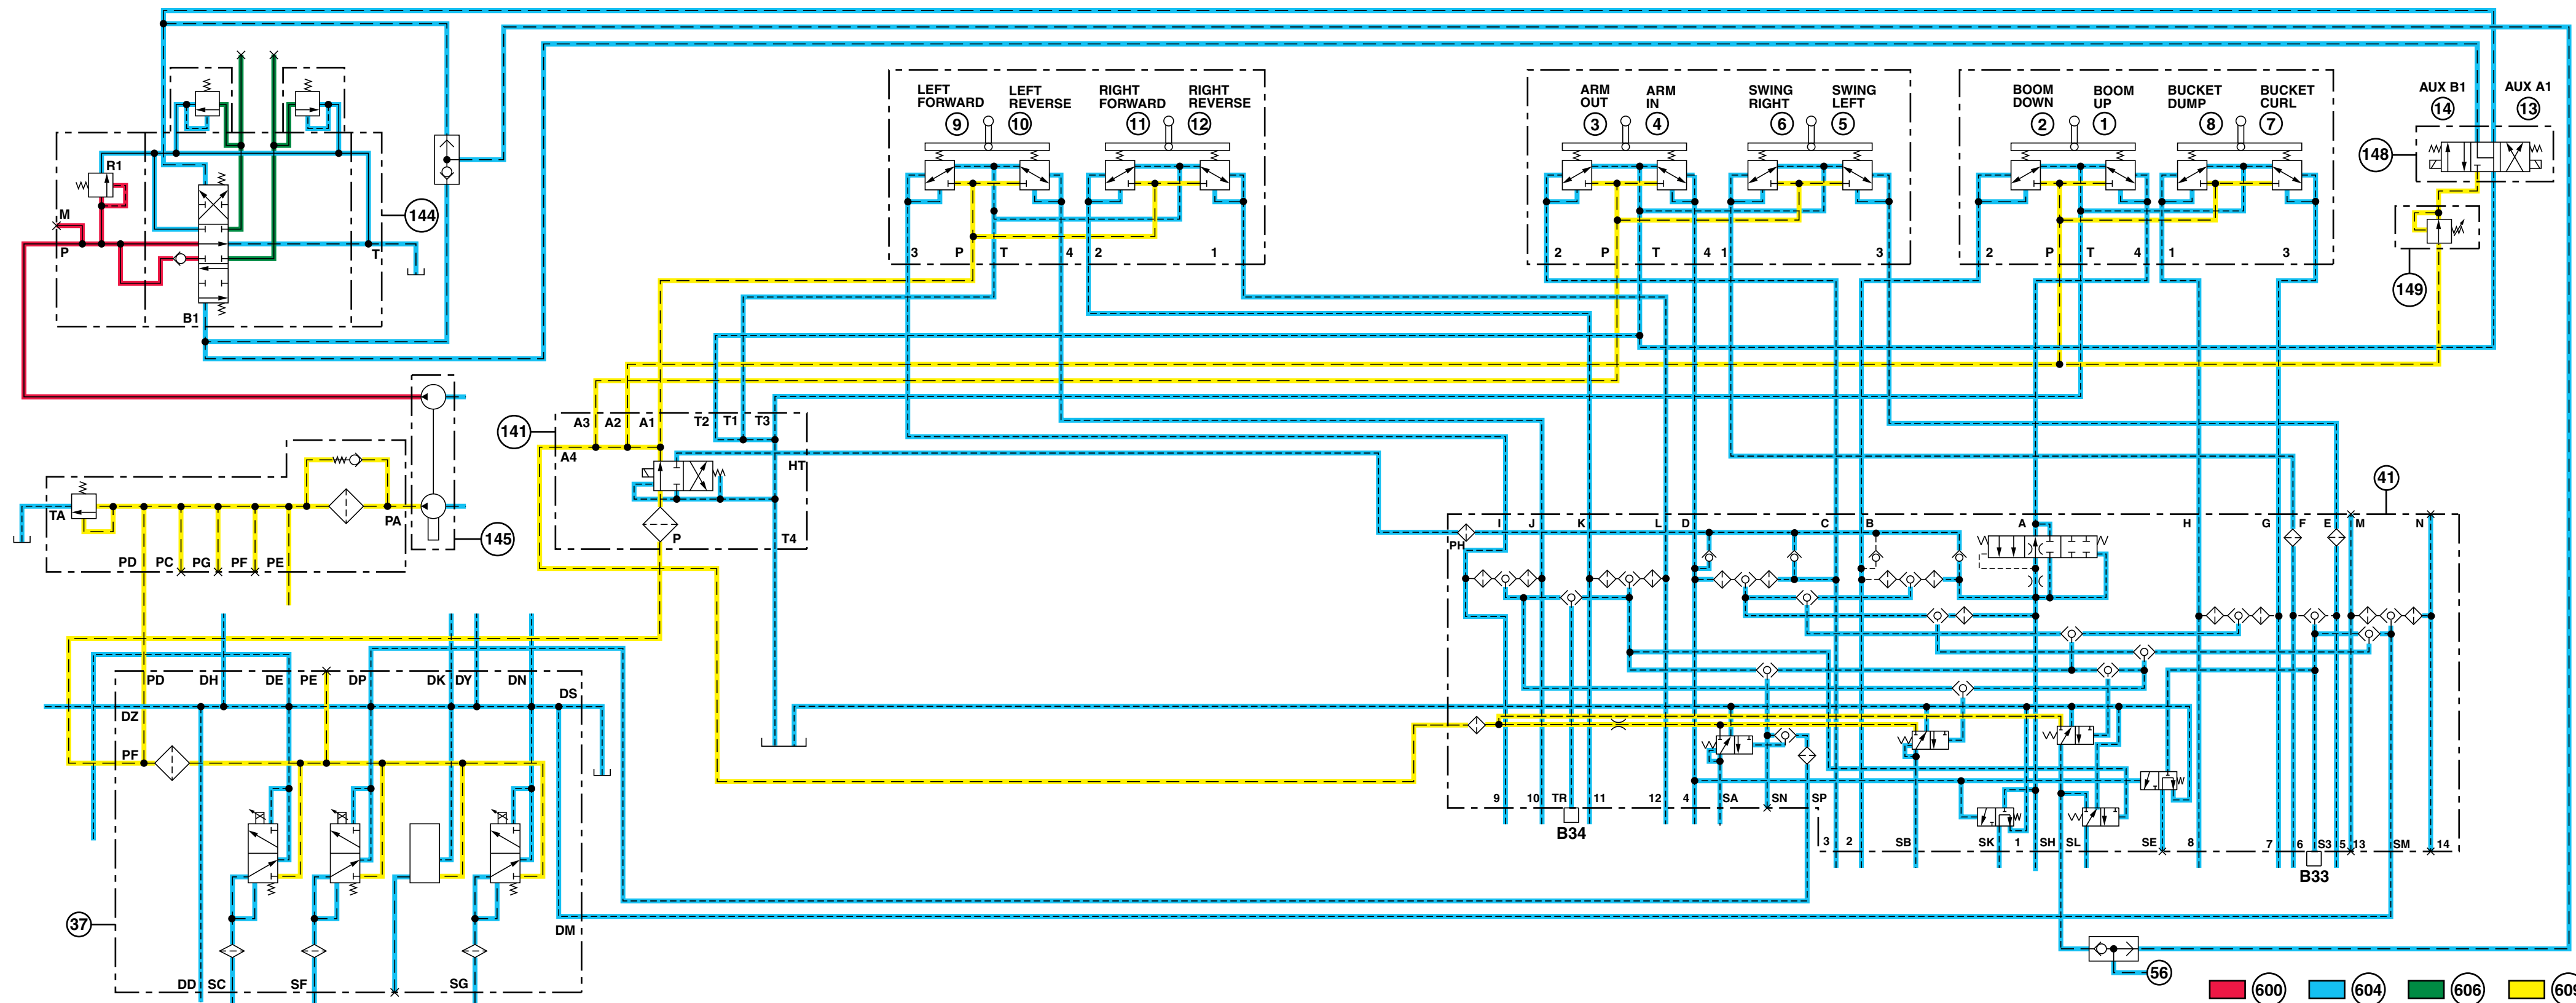 LEFT FORWARD
LEFT REVERSE
RIGHT FORWARD
RIGHT REVERSE
9 10 11 12
3 P T 4 2 1
ARM OUT
ARM IN
SWING RIGHT
SWING LEFT
3 4 6 5
2 P T 4 1 3
BOOM DOWN
BOOM UP
BUCKET DUMP
BUCKET CURL
2 1 8 7
2 P T 4 1 3
AUX B1 AUX A1
14 13
148
149
R1
M
P
T
B1
144
141
A3 A2 A1 T2 T1 T3
A4
HT
P
T4
TA
PA
145
PD PC PG PF PE
PD DH DE PE DP DK DY DN
DS
DZ
PF
37
DM
DD SC SF SG
41
PH
I J K L D C B A H G F E M N
9 10 TR 11 12 4 SA SN SP
B34
3 2 SB SK 1 SH SL SE 8 7 6 S3 5 13 SM 14
B33
56
600 604 606